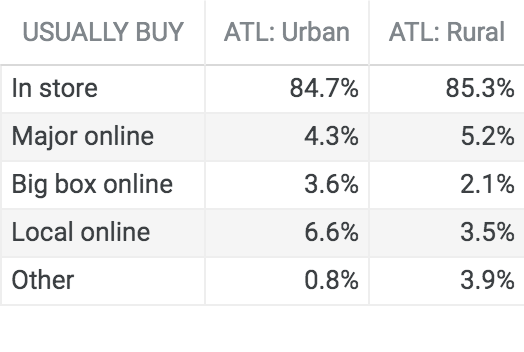 USUALLY BUY ATL: Urban ATL: Rural
In store 84.7% 85.3%
Major online 4.3% 5.2%
Big box online 3.6% 2.1%
Local online 6.6% 3.5%
Other 0.8% 3.9%